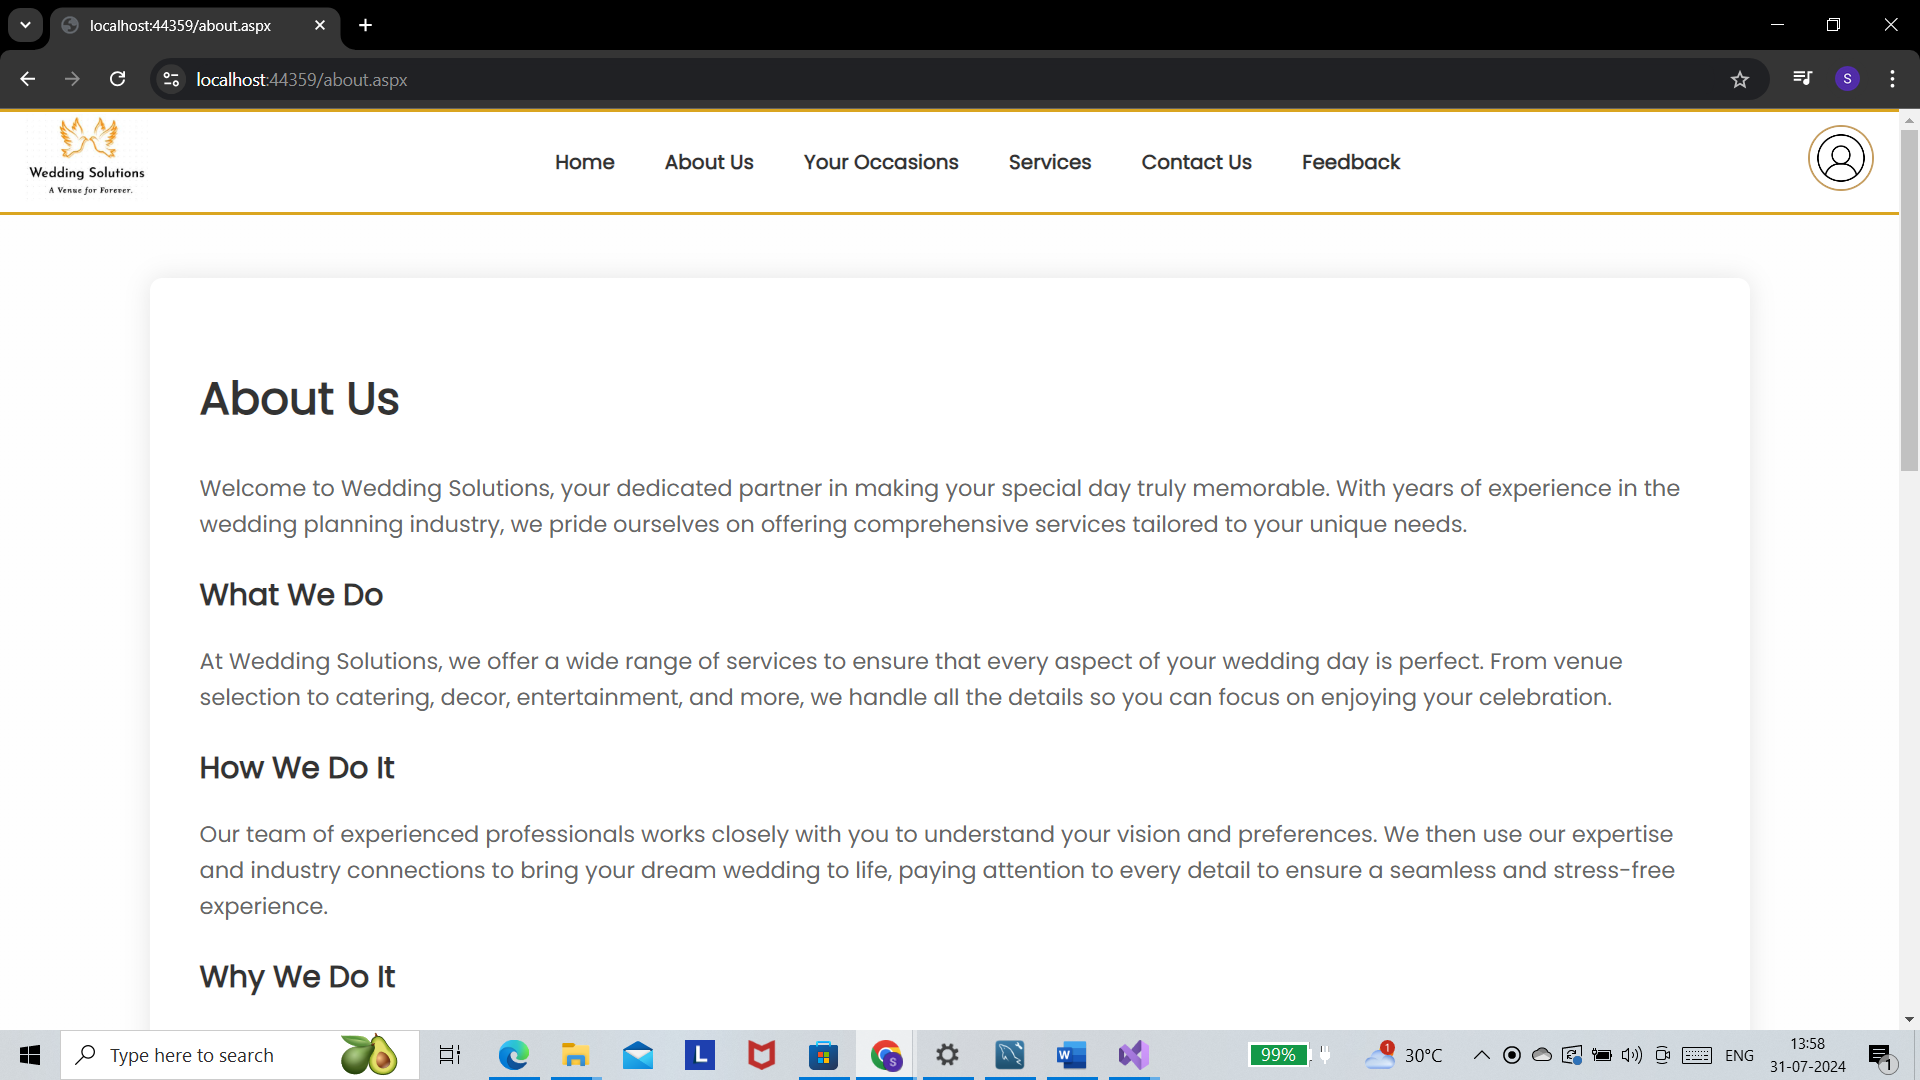 localhost:44359/about.aspx
localhost:44359/about.aspx
S
Wedding Solutions
A Venue for Forever.
Home
About Us
Your Occasions
Services
Contact Us
Feedback
About Us
Welcome to Wedding Solutions, your dedicated partner in making your special day truly memorable. With years of experience in the
wedding planning industry, we pride ourselves on offering comprehensive services tailored to your unique needs.
What We Do
At Wedding Solutions, we offer a wide range of services to ensure that every aspect of your wedding day is perfect. From venue
selection to catering, decor, entertainment, and more, we handle all the details so you can focus on enjoying your celebration.
How We Do It
Our team of experienced professionals works closely with you to understand your vision and preferences. We then use our expertise
and industry connections to bring your dream wedding to life, paying attention to every detail to ensure a seamless and stress-free
experience.
Why We Do It
Type here to search
L
S
W
99%
1
30°C
ENG
13:58
31-07-2024
1